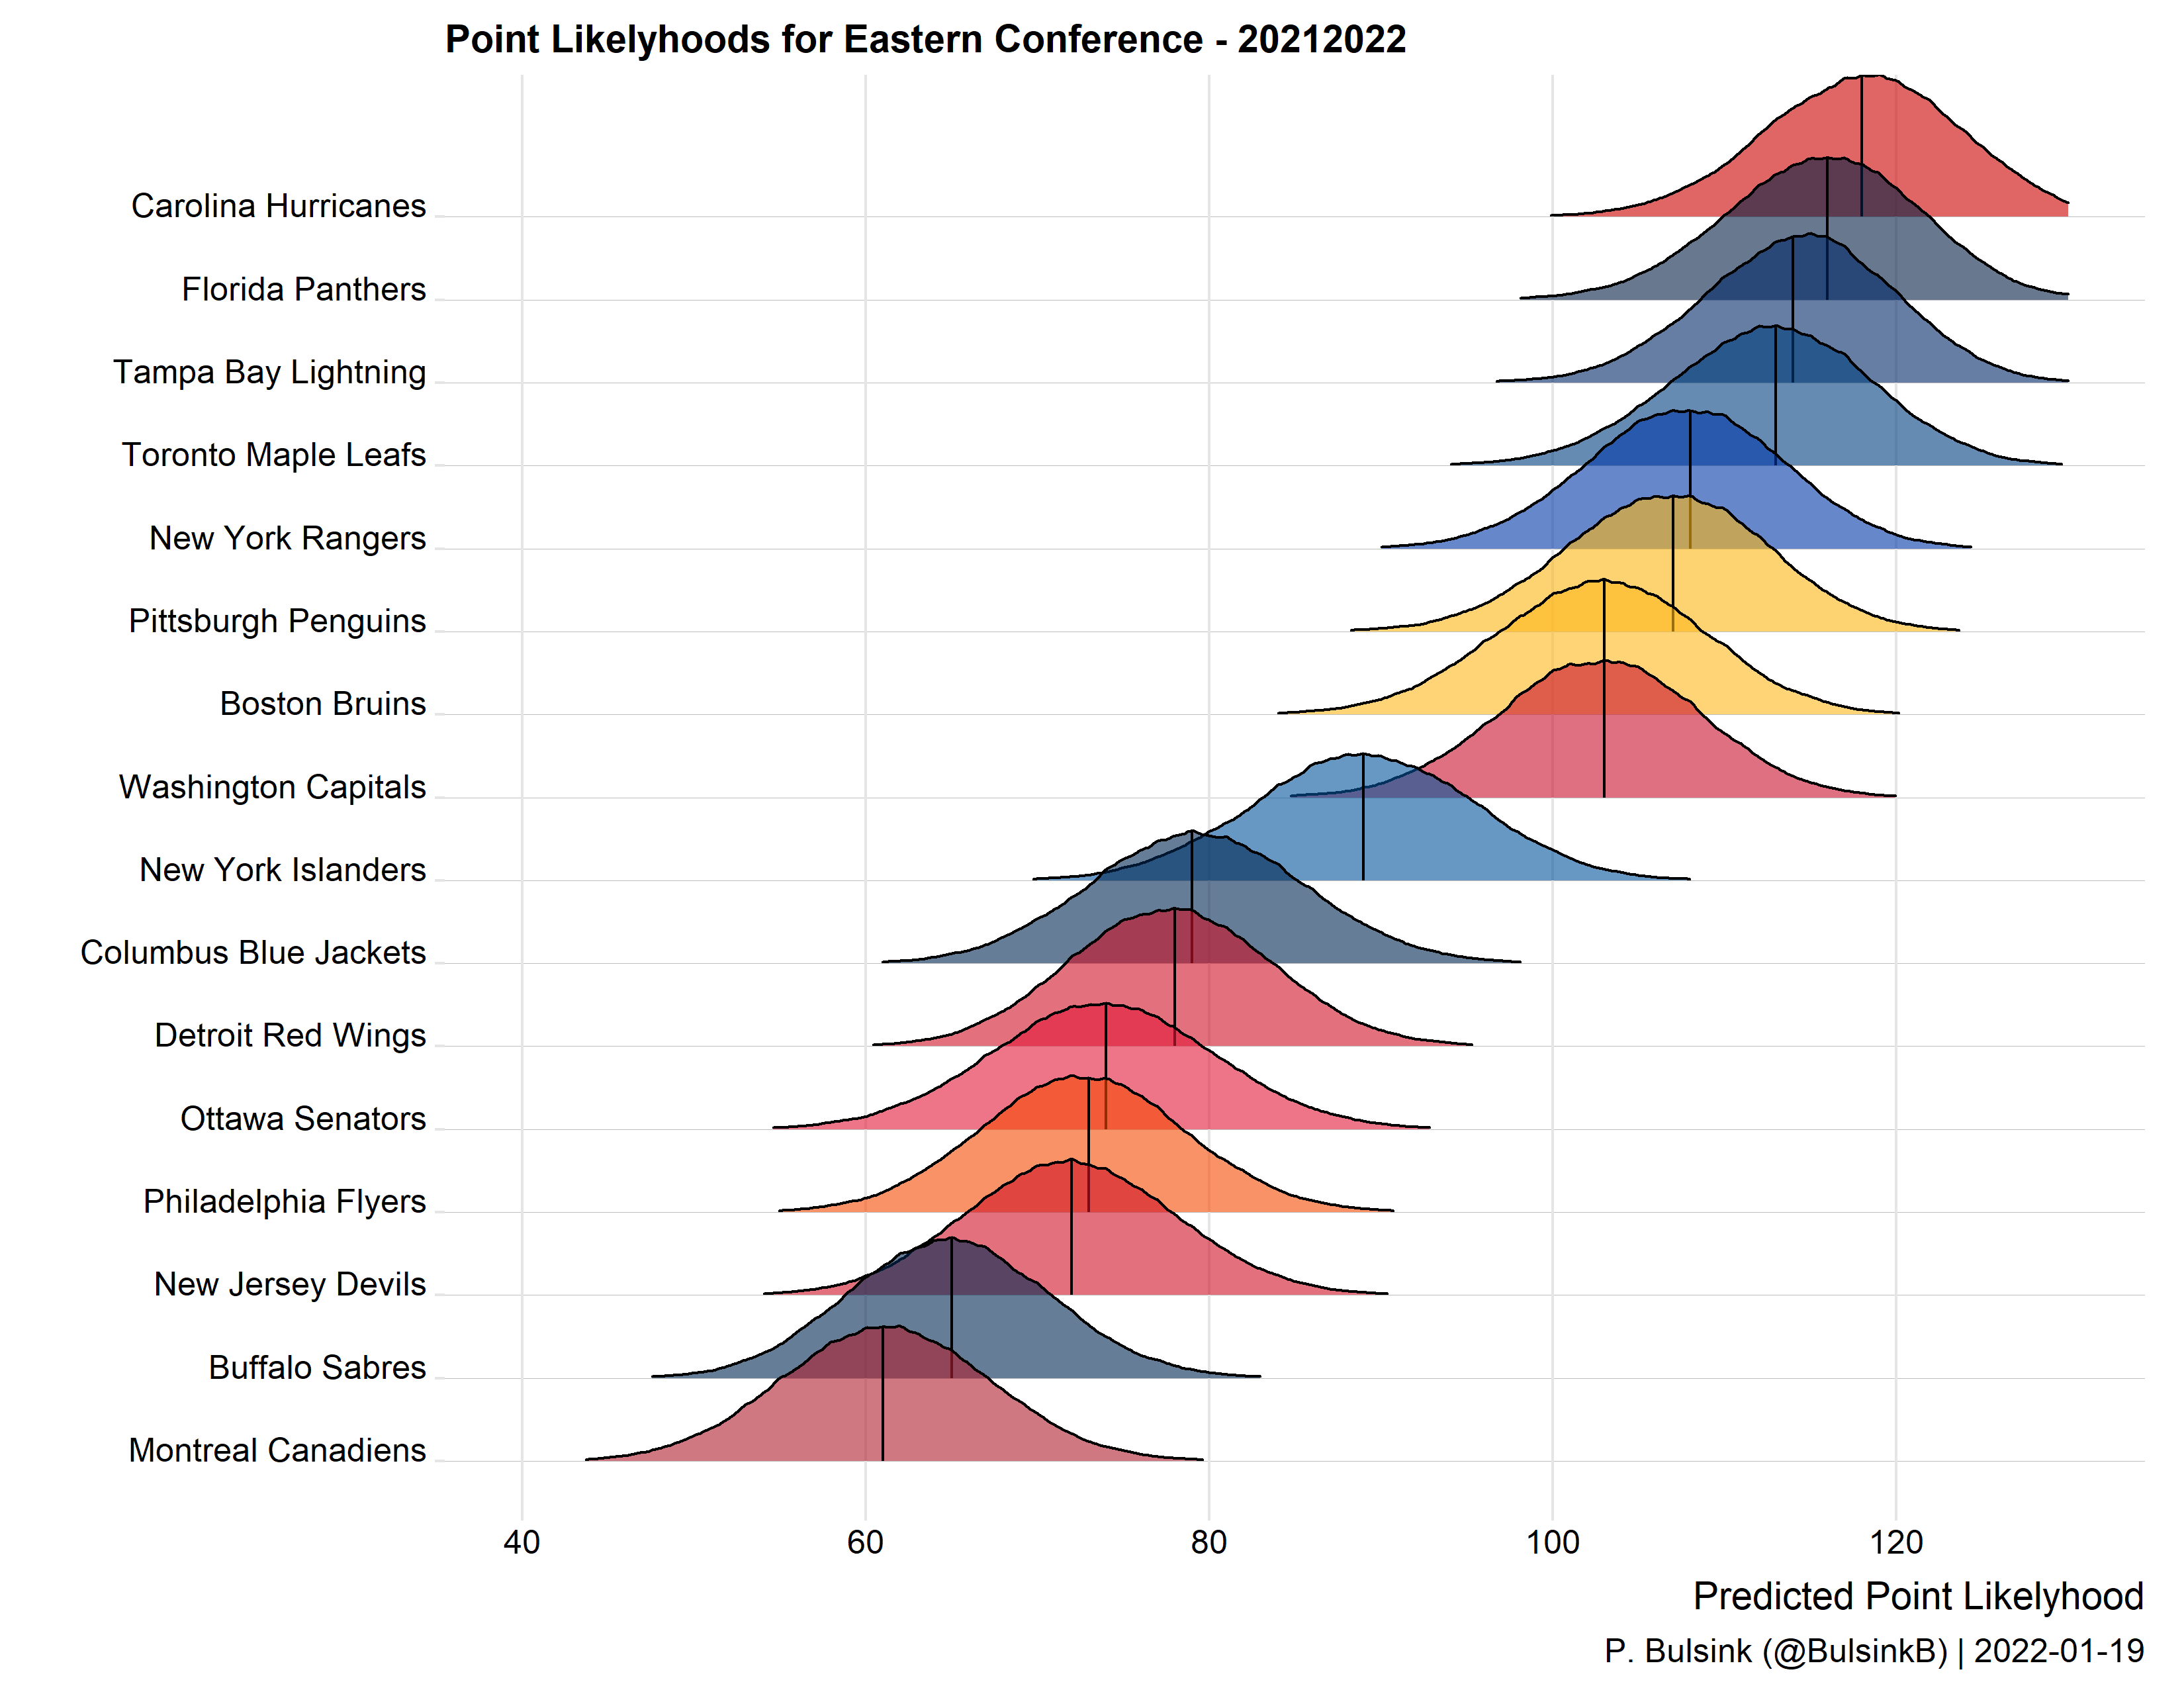 Point Likelyhoods for Eastern Conference - 20212022
Carolina Hurricanes
Florida Panthers
Tampa Bay Lightning
Toronto Maple Leafs
New York Rangers
Pittsburgh Penguins
Boston Bruins
Washington Capitals
New York Islanders
Columbus Blue Jackets
Detroit Red Wings
Ottawa Senators
Philadelphia Flyers
New Jersey Devils
Buffalo Sabres
Montreal Canadiens
40 60 80 100 120
Predicted Point Likelyhood
P. Bulsink (@BulsinkB) | 2022-01-19